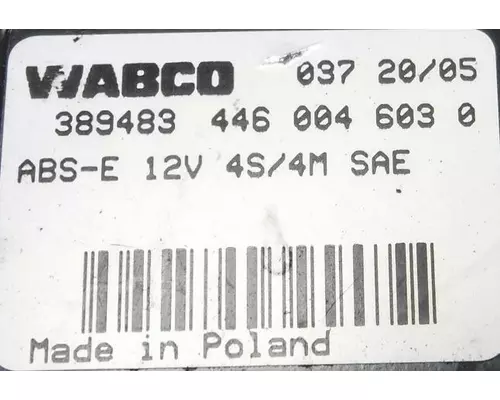 WABCO 037 20/05
389483 446 004 603 0
ABS-E 12V 4S/4M SAE
Made in Poland